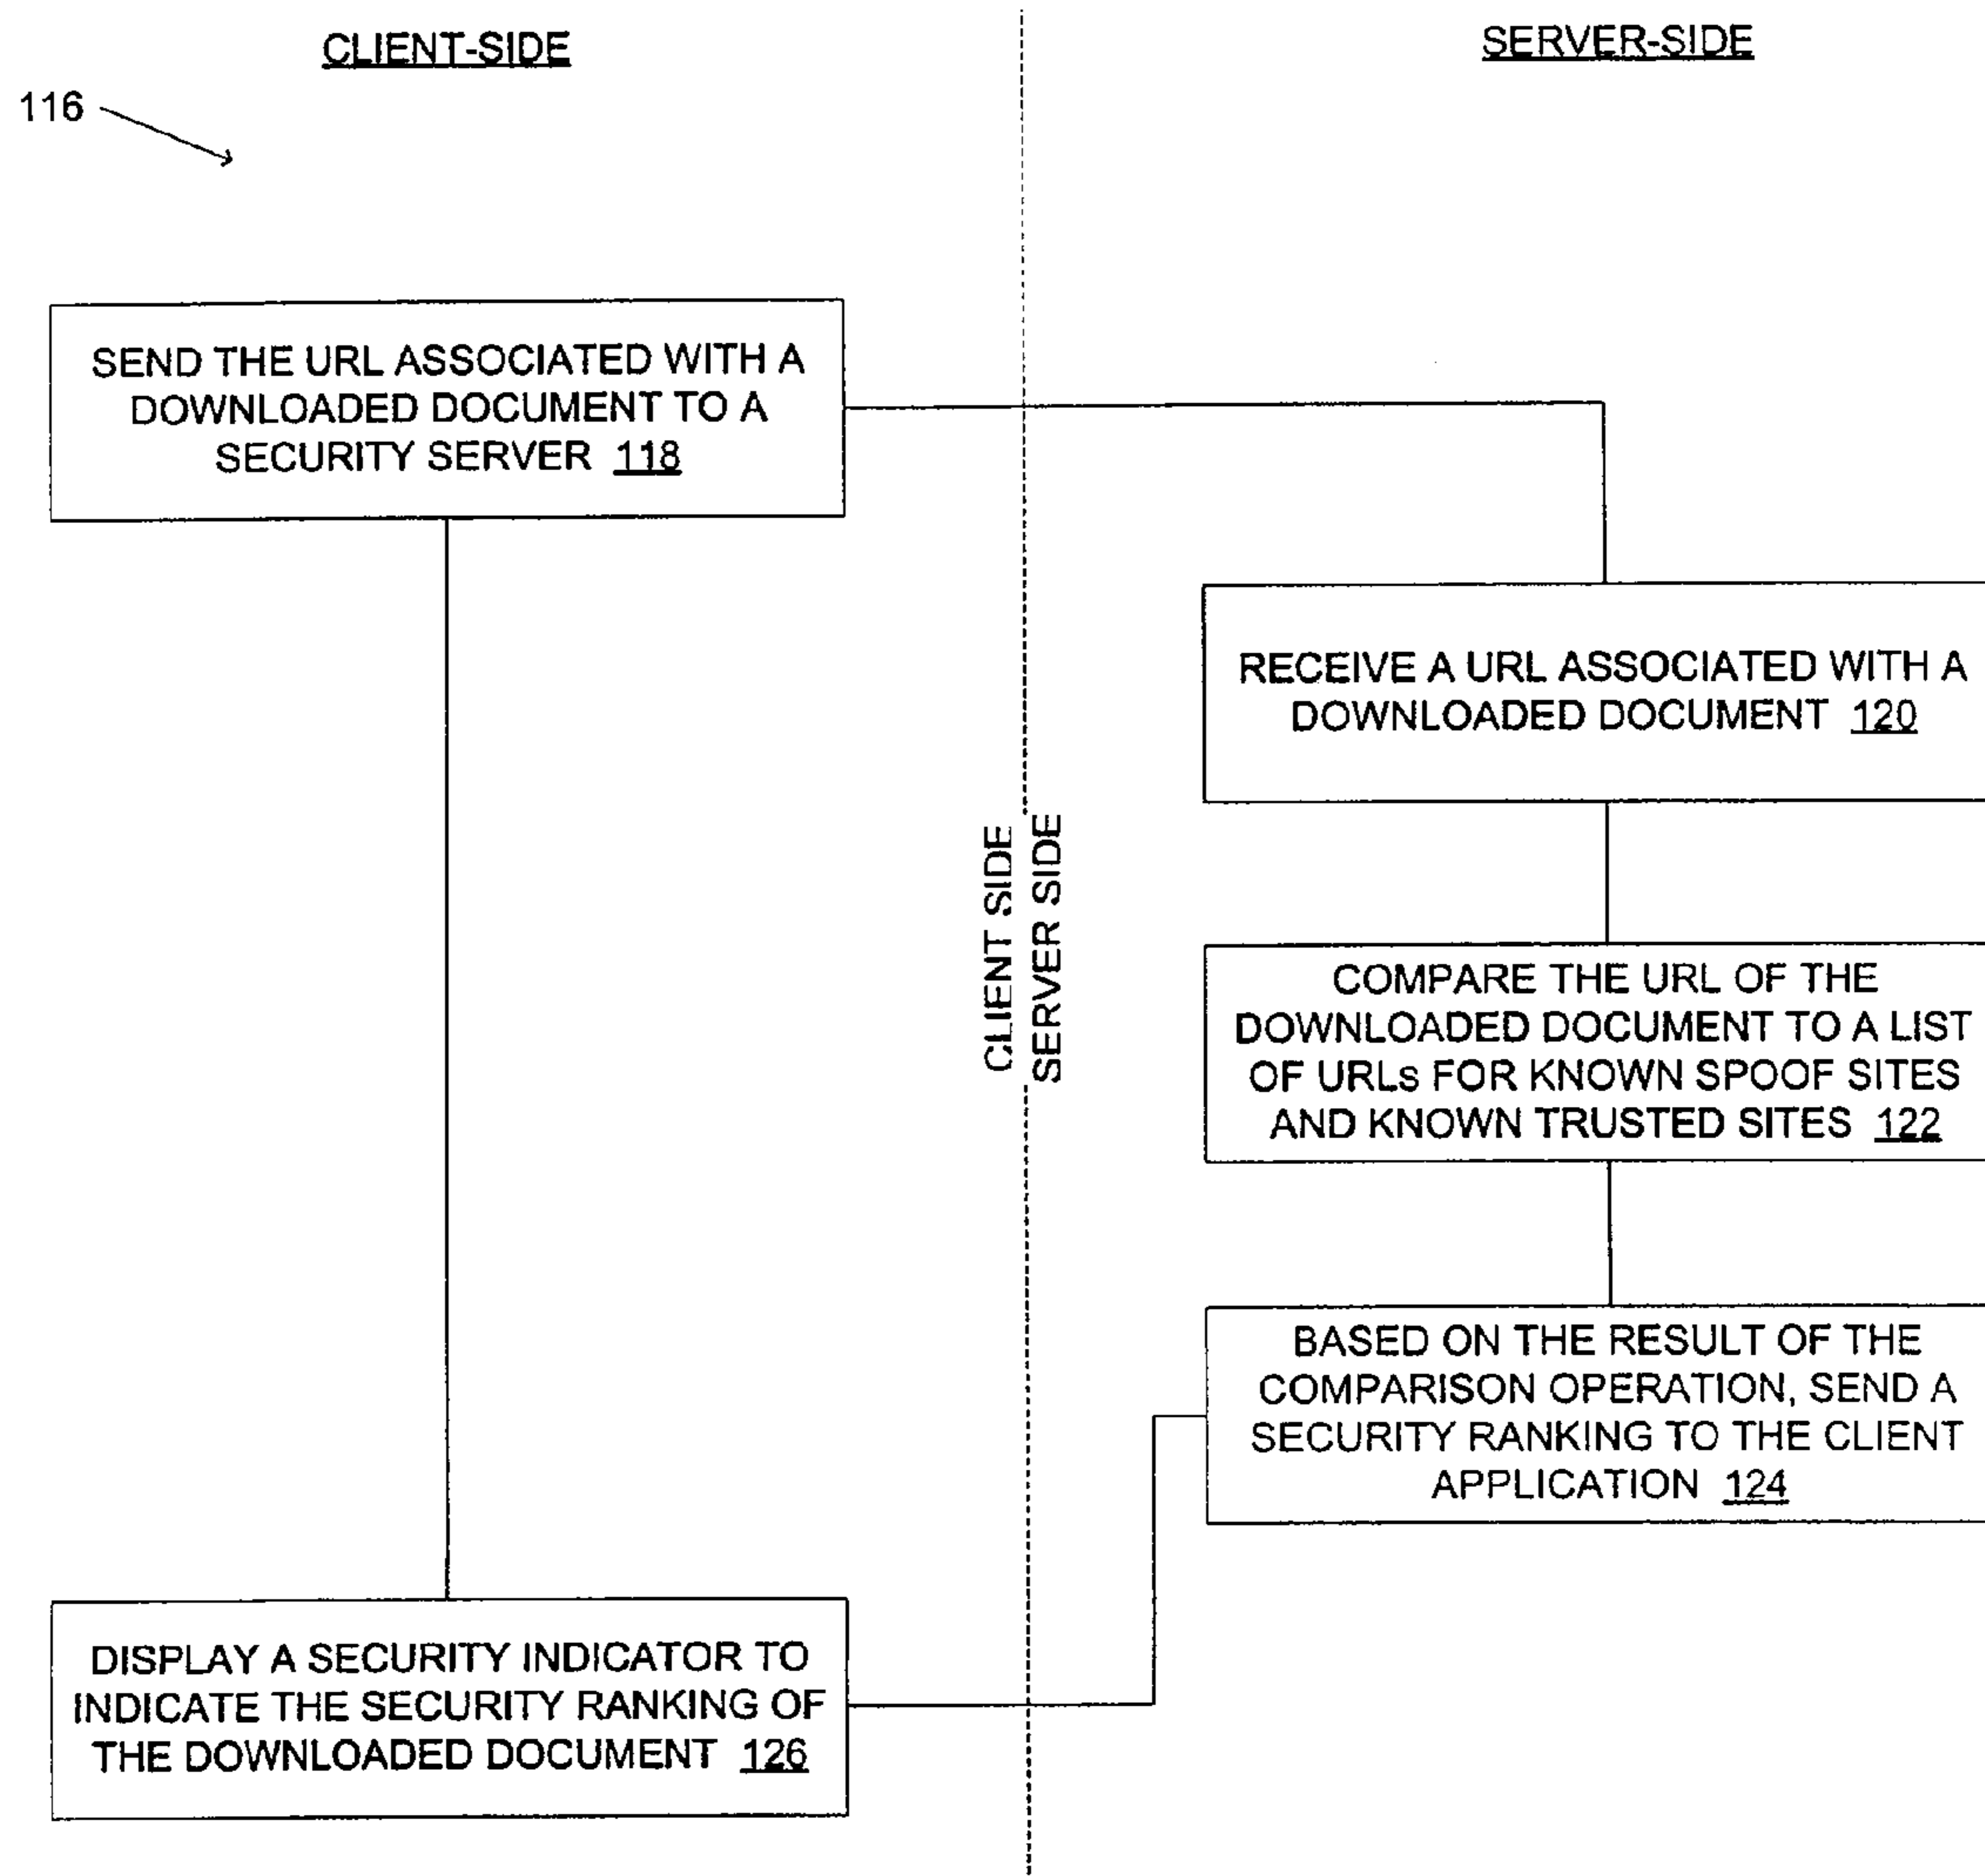 CLIENT-SIDE
SERVER-SIDE
116
SEND THE URL ASSOCIATED WITH A
DOWNLOADED DOCUMENT TO A
SECURITY SERVER 118
RECEIVE A URL ASSOCIATED WITH A
DOWNLOADED DOCUMENT 120
CLIENT SIDE
SERVER SIDE
COMPARE THE URL OF THE
DOWNLOADED DOCUMENT TO A LIST
OF URLs FOR KNOWN SPOOF SITES
AND KNOWN TRUSTED SITES 122
BASED ON THE RESULT OF THE
COMPARISON OPERATION, SEND A
SECURITY RANKING TO THE CLIENT
APPLICATION 124
DISPLAY A SECURITY INDICATOR TO
INDICATE THE SECURITY RANKING OF
THE DOWNLOADED DOCUMENT 126